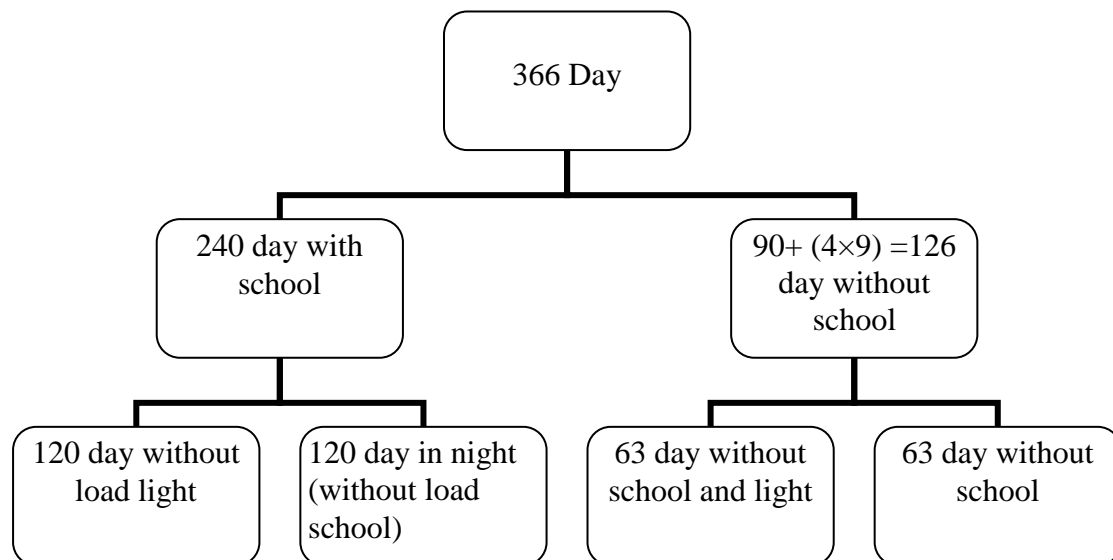 366 Day
240 day with
school
90+ (4×9) =126
day without
school
120 day without
load light
120 day in night
(without load
school)
63 day without
school and light
63 day without
school